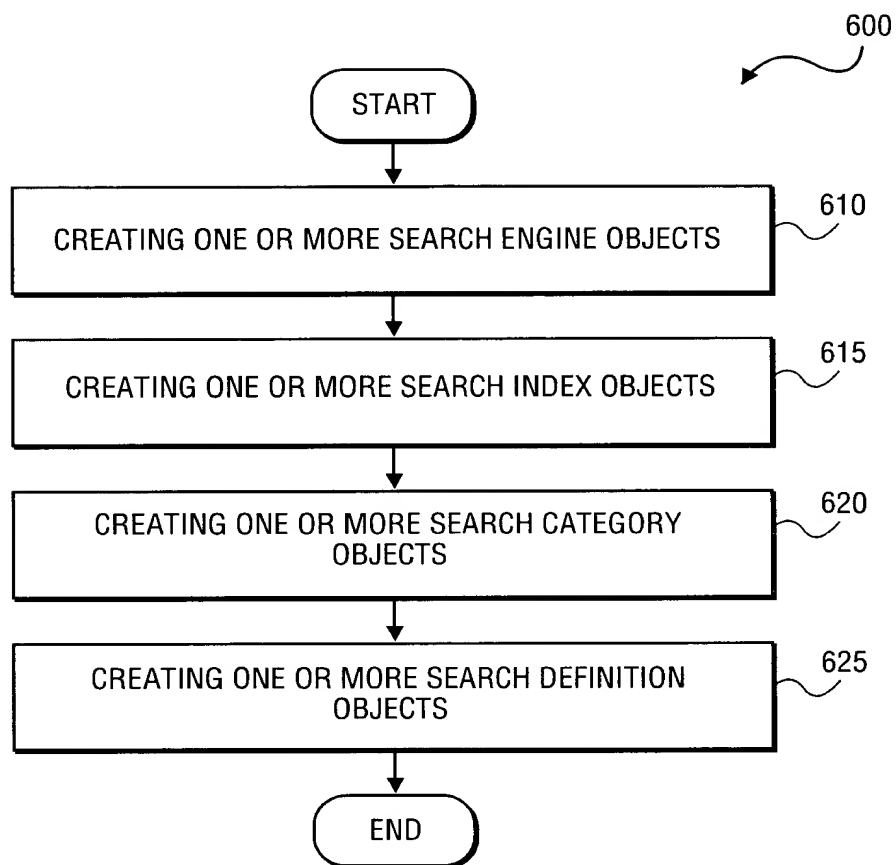 600
START
CREATING ONE OR MORE SEARCH ENGINE OBJECTS
610
CREATING ONE OR MORE SEARCH INDEX OBJECTS
615
CREATING ONE OR MORE SEARCH CATEGORY
OBJECTS
620
CREATING ONE OR MORE SEARCH DEFINITION
OBJECTS
625
END